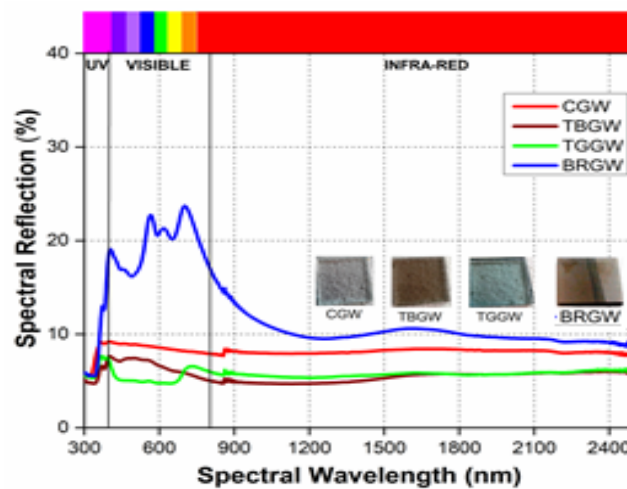 40
30
20
10
0
Spectral Reflection (%)
UV VISIBLE INFRA-RED
CGW
TBGW
TGGW
BRGW
CGW TBGW TGGW BRGW
300 600 900 1200 1500 1800 2100 2400
Spectral Wavelength (nm)